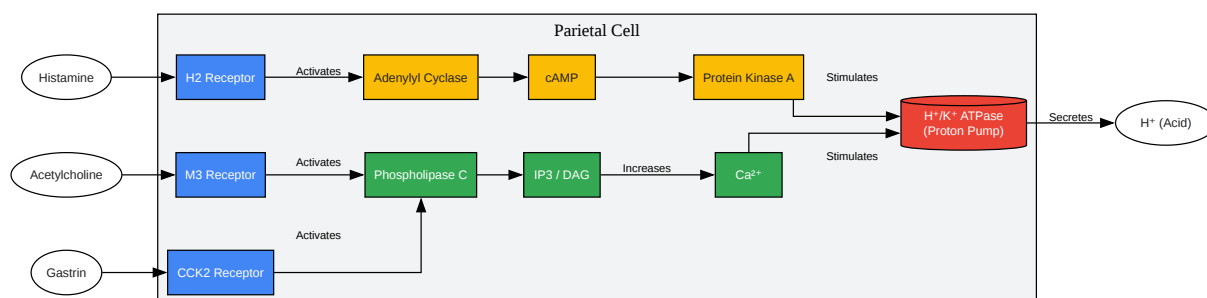 Parietal Cell
Histamine
H2 Receptor
Activates
Adenylyl Cyclase
cAMP
Protein Kinase A
Stimulates
H⁺/K⁺ ATPase
(Proton Pump)
Secretes
H⁺ (Acid)
Acetylcholine
M3 Receptor
Activates
Phospholipase C
IP3 / DAG
Increases
Ca²⁺
Stimulates
Gastrin
CCK2 Receptor
Activates